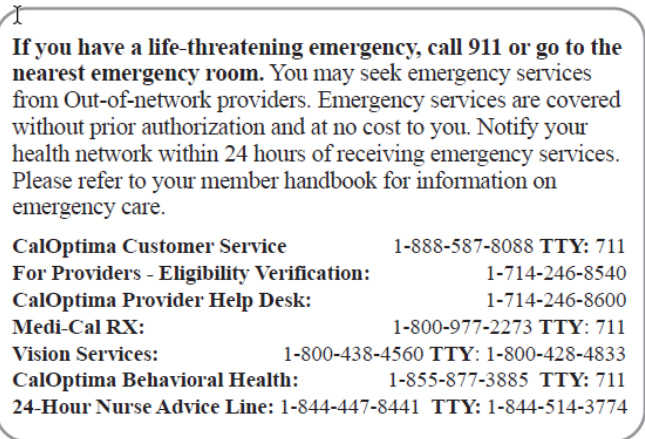 If you have a life-threatening emergency, call 911 or go to the
nearest emergency room. You may seek emergency services
from Out-of-network providers. Emergency services are covered
without prior authorization and at no cost to you. Notify your
health network within 24 hours of receiving emergency services.
Please refer to your member handbook for information on
emergency care.
CalOptima Customer Service 1-888-587-8088 TTY: 711
For Providers - Eligibility Verification: 1-714-246-8540
CalOptima Provider Help Desk: 1-714-246-8600
Medi-Cal RX: 1-800-977-2273 TTY: 711
Vision Services: 1-800-438-4560 TTY: 1-800-428-4833
CalOptima Behavioral Health: 1-855-877-3885 TTY: 711
24-Hour Nurse Advice Line: 1-844-447-8441 TTY: 1-844-514-3774